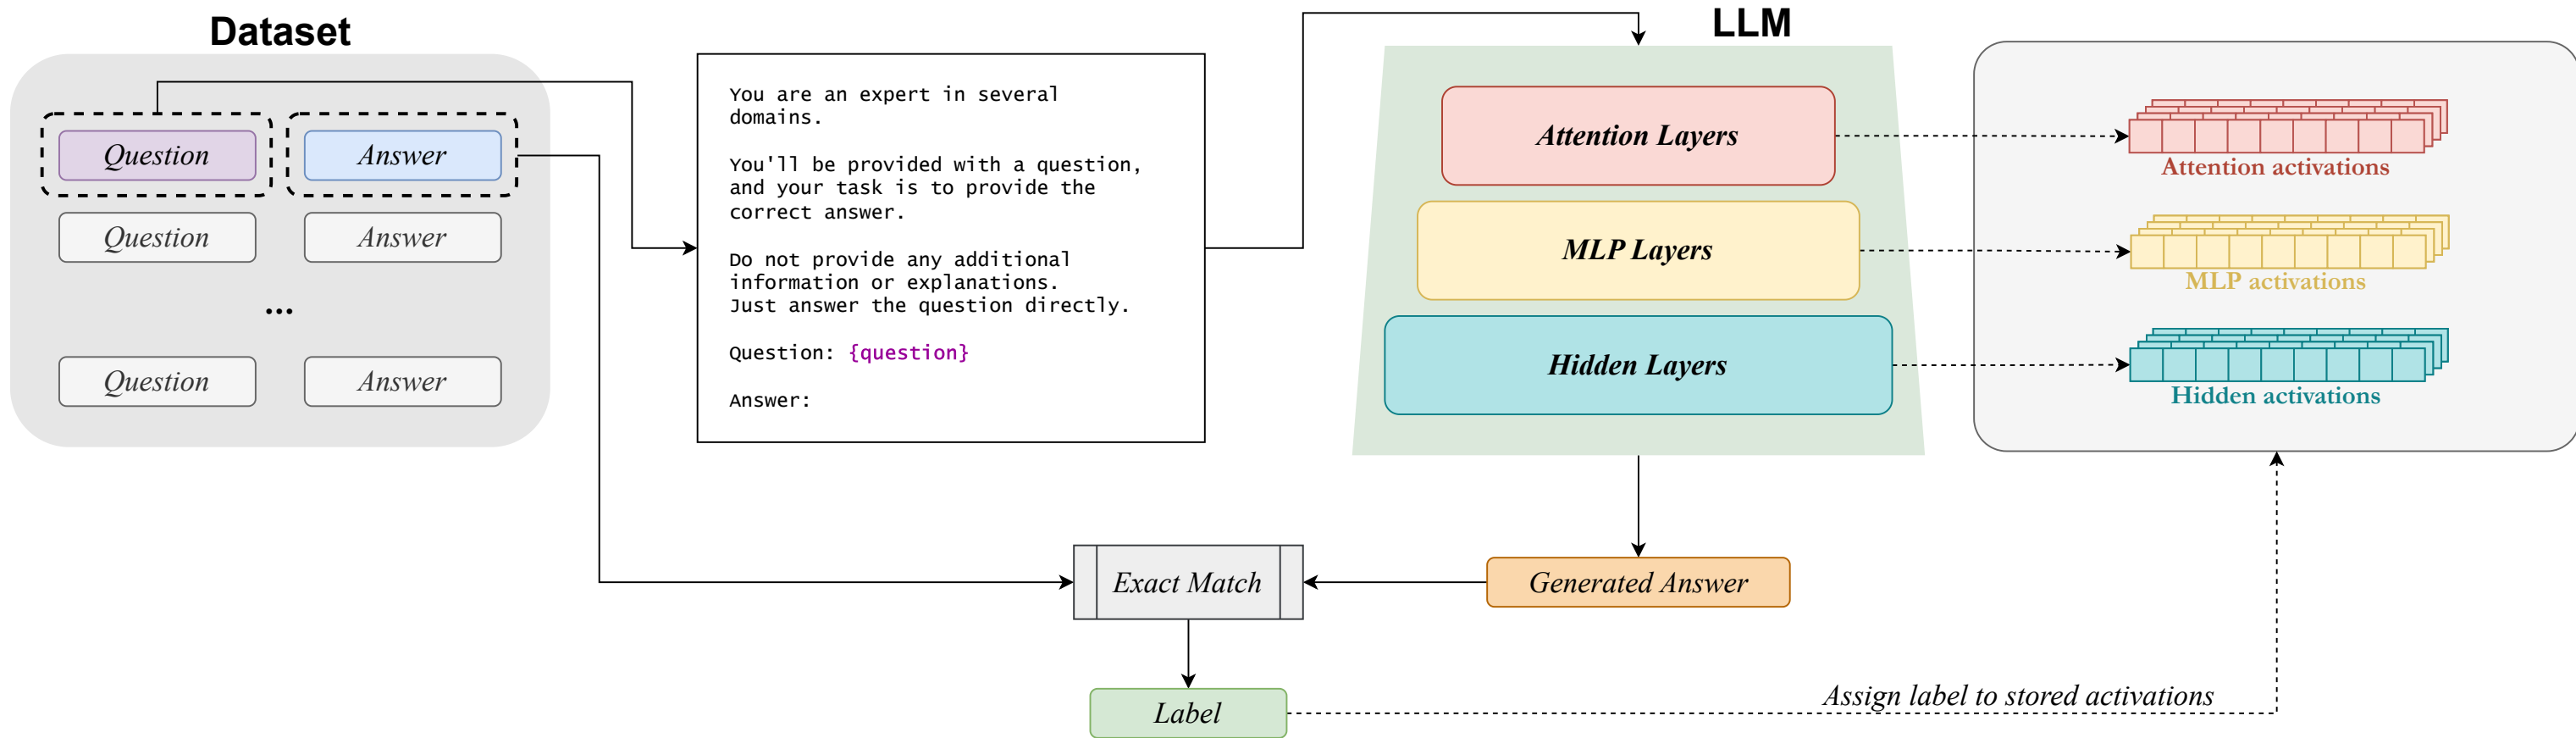 Dataset
Question
Answer
Question
Answer
...
Question
Answer
You are an expert in several
domains.
You'll be provided with a question,
and your task is to provide the
correct answer.
Do not provide any additional
information or explanations.
Just answer the question directly.
Question: {question}
Answer:
LLM
Attention Layers
MLP Layers
Hidden Layers
Attention activations
MLP activations
Hidden activations
Exact Match
Generated Answer
Label
Assign label to stored activations